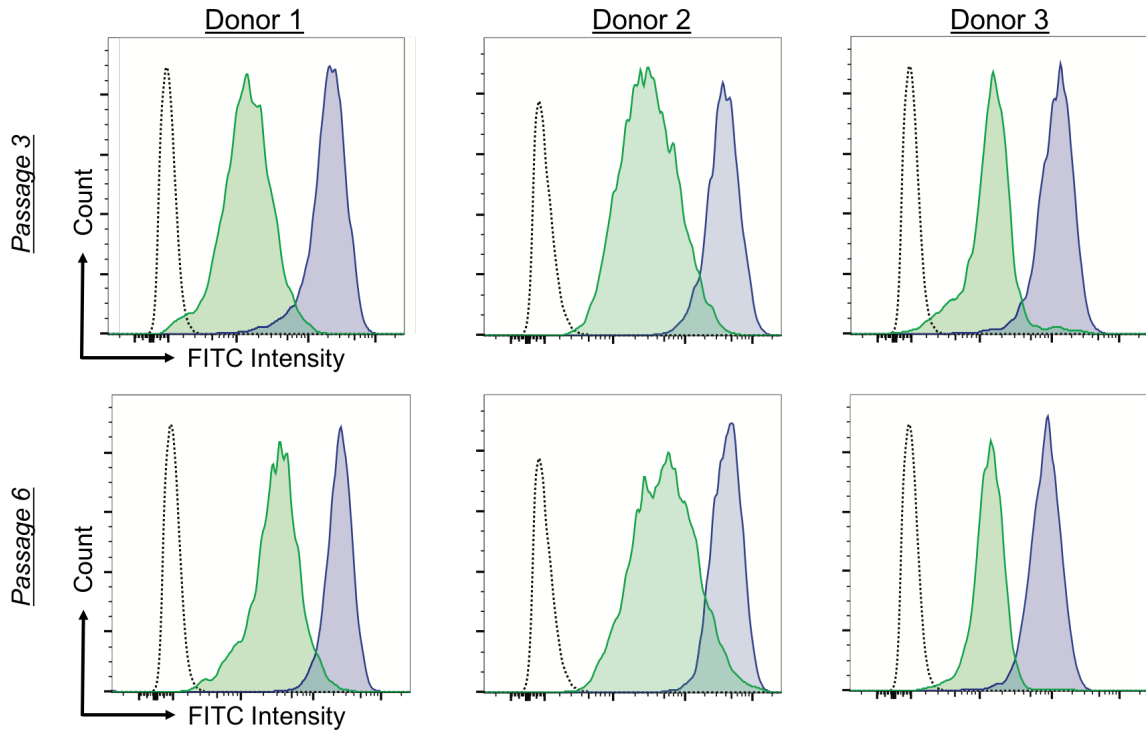 Donor 1
Donor 2
Donor 3
Passage 3
Count
FITC Intensity
Passage 6
Count
FITC Intensity